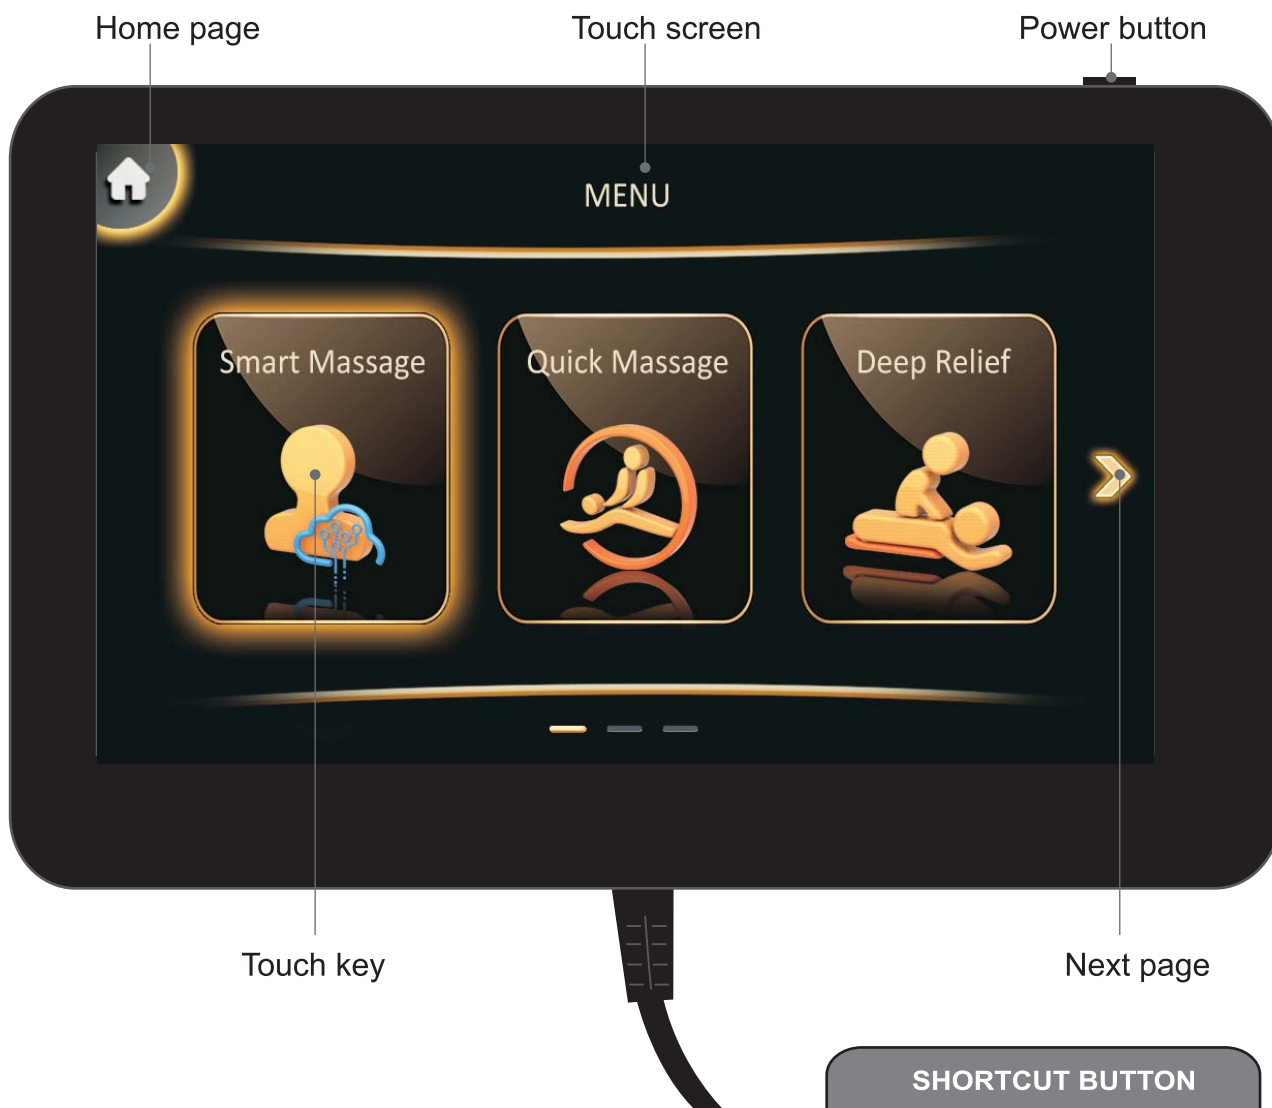 Home page
Touch screen
Power button
MENU
Smart Massage
Quick Massage
Deep Relief
Touch key
Next page
SHORTCUT BUTTON